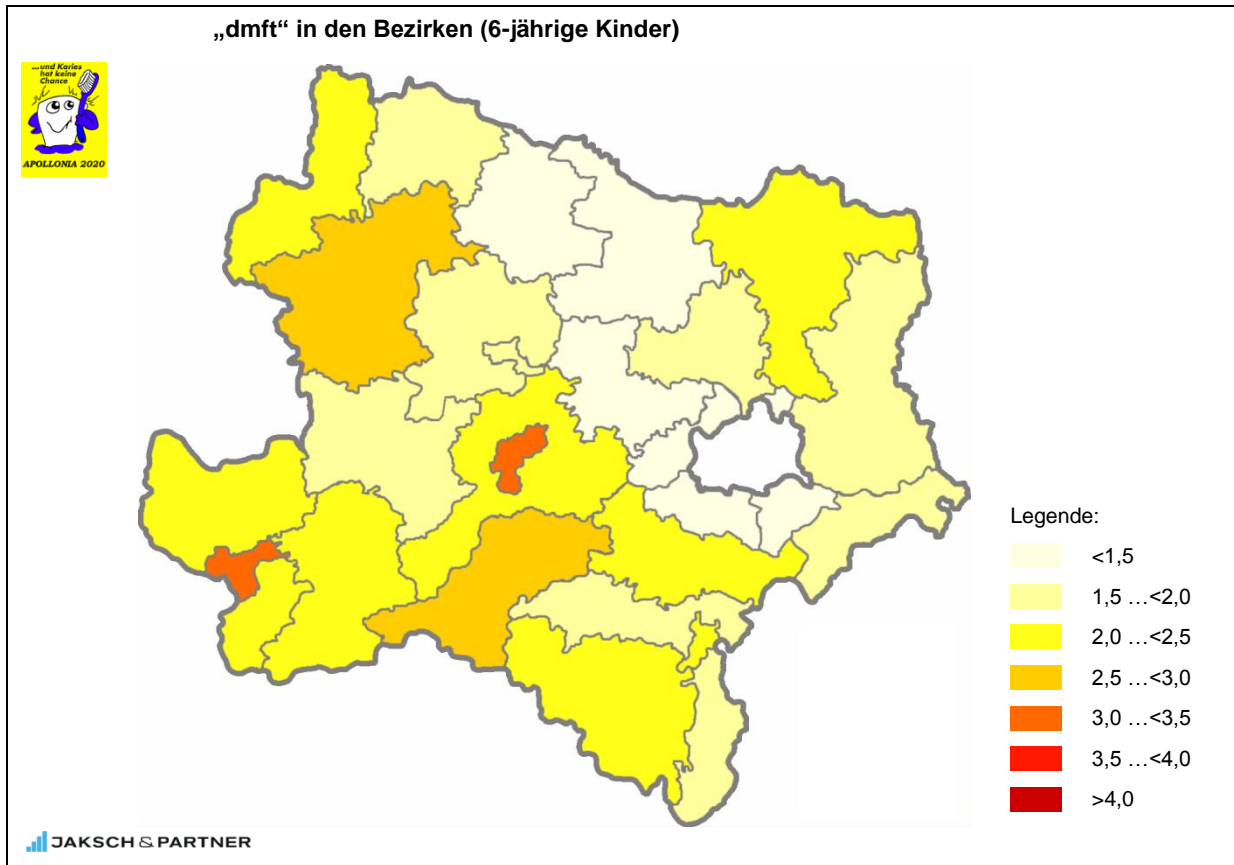 „dmft“ in den Bezirken (6-jährige Kinder)
...und Karies
hat keine
Chance
APOLLONIA 2020
Legende:
<1,5
1,5 …<2,0
2,0 …<2,5
2,5 …<3,0
3,0 …<3,5
3,5 …<4,0
>4,0
JAKSCH & PARTNER